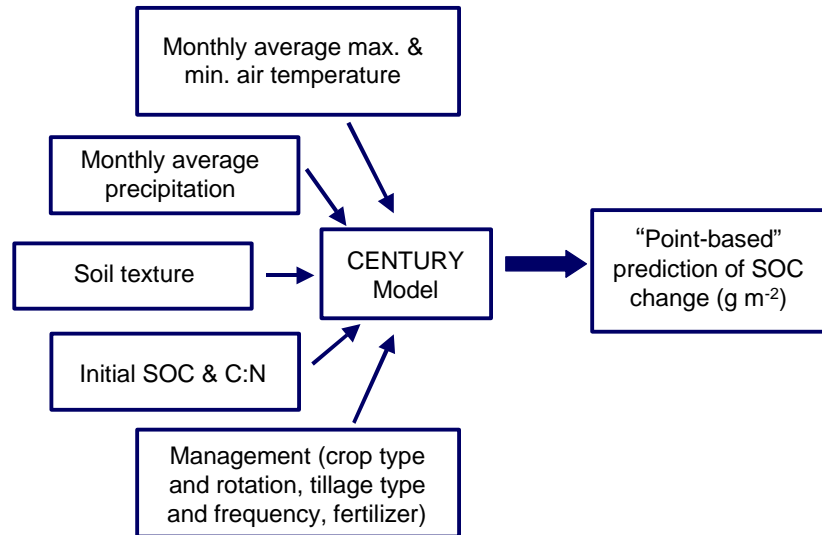 Monthly average max. &
min. air temperature
Monthly average
precipitation
Soil texture
Initial SOC & C:N
Management (crop type
and rotation, tillage type
and frequency, fertilizer)
CENTURY
Model
“Point-based”
prediction of SOC
change (g m⁻²)